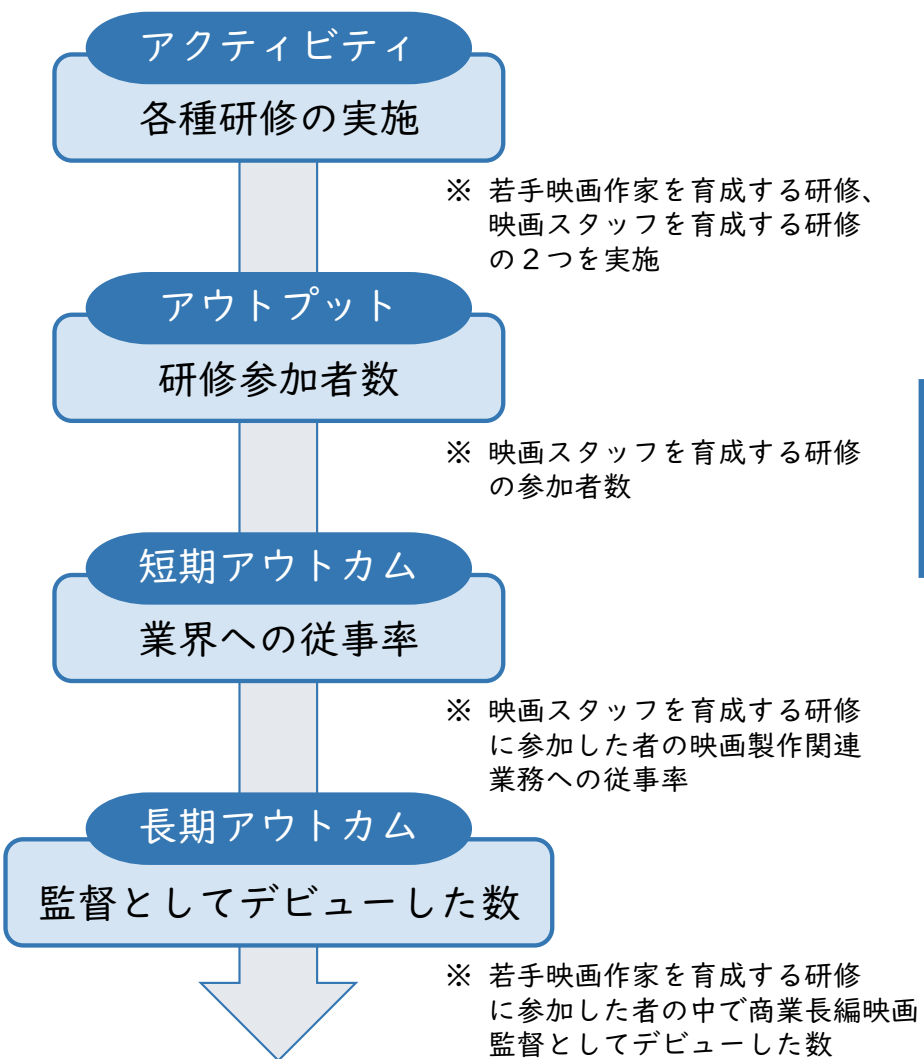 アクティビティ
各種研修の実施
※ 若手映画作家を育成する研修、
映画スタッフを育成する研修
の２つを実施
アウトプット
研修参加者数
※ 映画スタッフを育成する研修
の参加者数
短期アウトカム
業界への従事率
※ 映画スタッフを育成する研修
に参加した者の映画製作関連
業務への従事率
長期アウトカム
監督としてデビューした数
※ 若手映画作家を育成する研修
に参加した者の中で商業長編映画
監督としてデビューした数